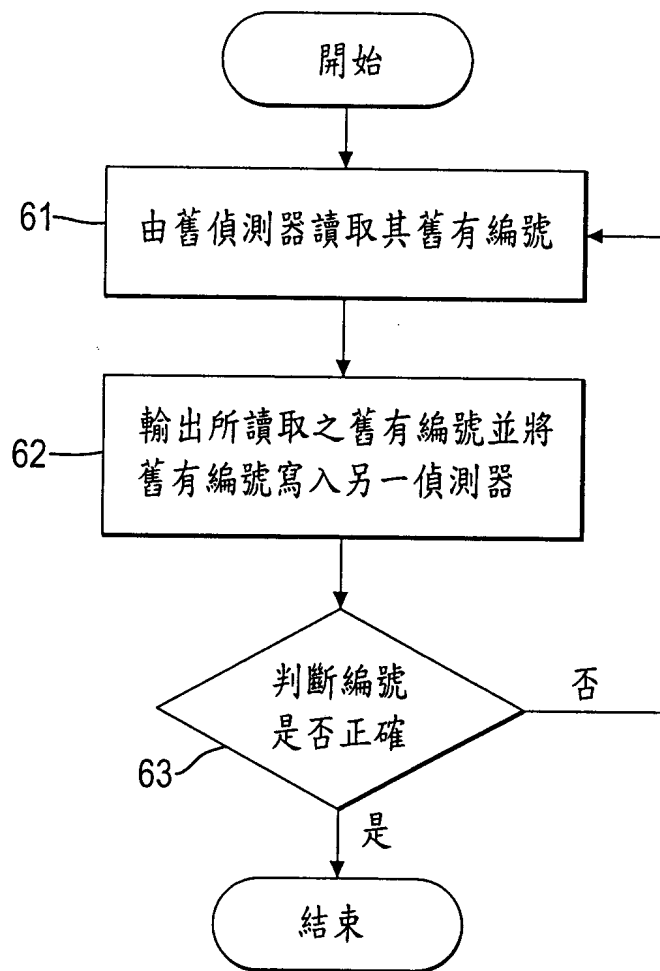 開始
61
由舊偵測器讀取其舊有編號
輸出所讀取之舊有編號並將
62
舊有編號寫入另一偵測器
判斷編號
否
是否正確
63
是
結束